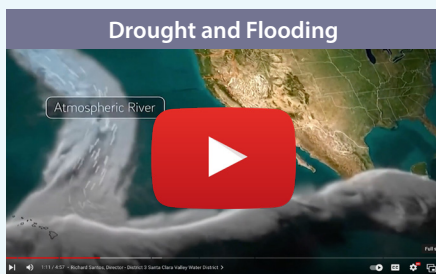 Drought and Flooding
Atmospheric River
1:11 / 4:57 • Richard Santos, Director - District 3 Santa Clara Valley Water District >
Full s
CC